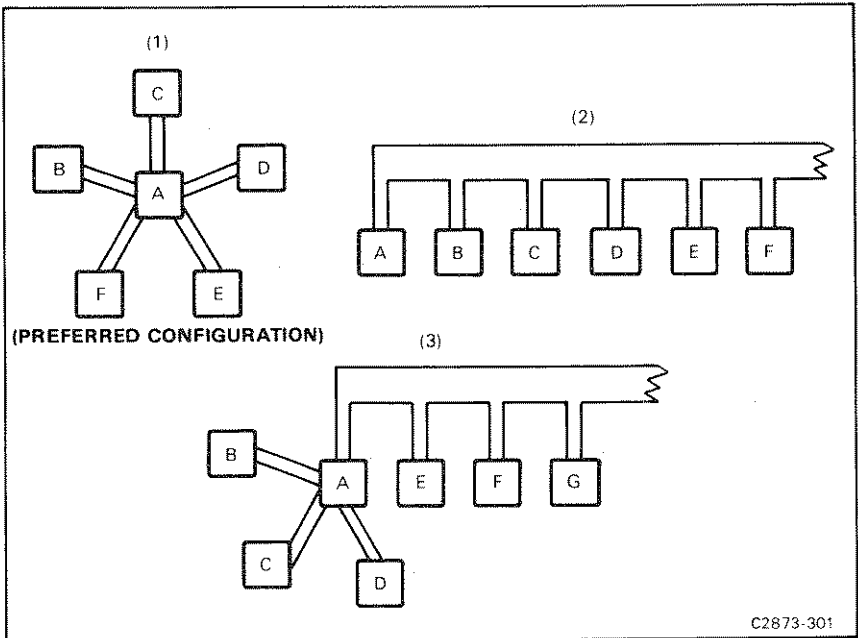 (1)
C
B
D
A
F
E
(PREFERRED CONFIGURATION)
(2)
A B C D E F
(3)
B
A E F G
C
D
C2873-301